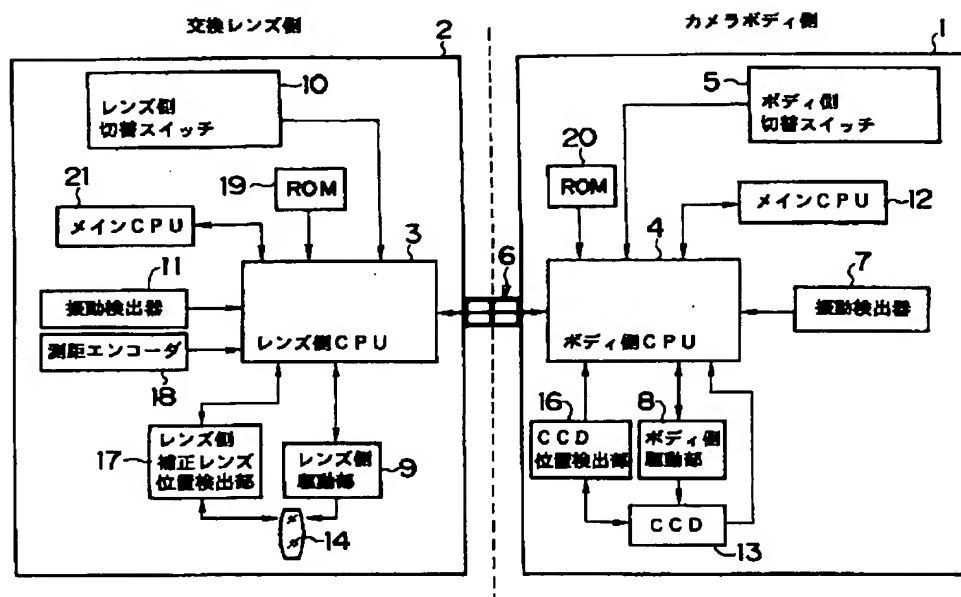 交換レンズ側
カメラボディ側
2
1
10
レンズ側
切替スイッチ
5
ボディ側
切替スイッチ
19
ROM
20
ROM
21
メインCPU
メインCPU
12
3
4
6
11
振動検出器
7
振動検出器
測距エンコーダ
18
レンズ側CPU
ボディ側CPU
17
レンズ側
補正レンズ
位置検出部
レンズ側
駆動部
9
14
16
CCD
位置検出部
8
ボディ側
駆動部
CCD
13